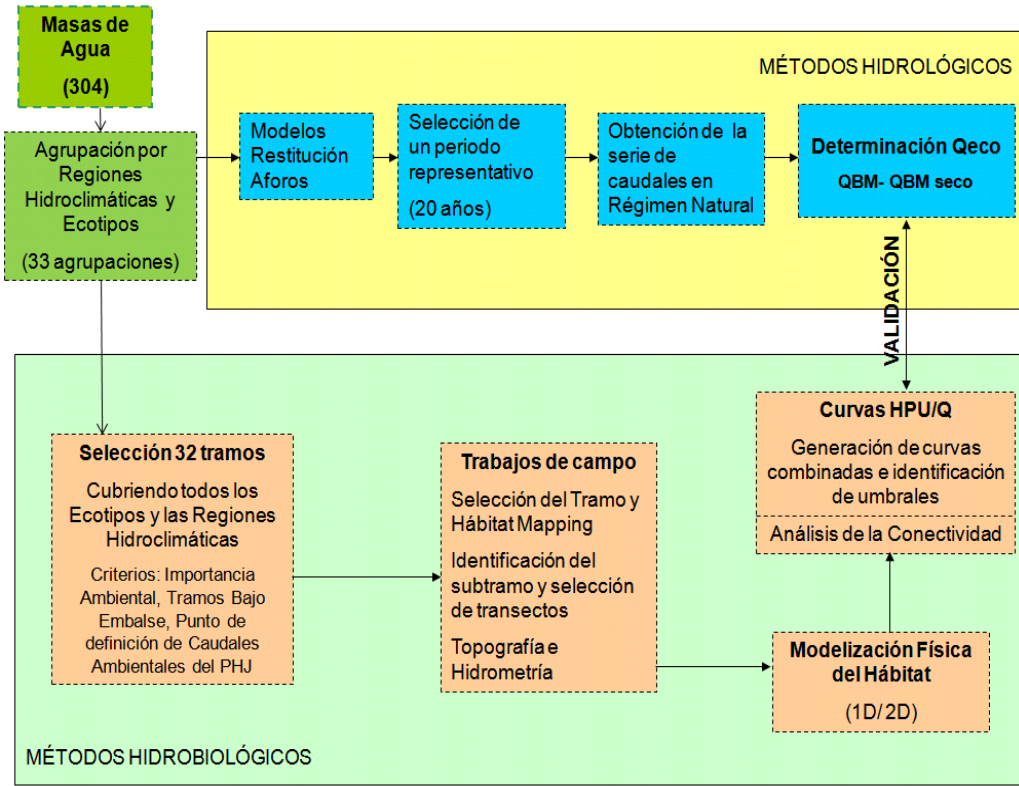 Masas de
Agua
(304)
Agrupación por
Regiones
Hidroclimáticas y
Ecotipos
(33 agrupaciones)
MÉTODOS HIDROLÓGICOS
Modelos
Restitución
Aforos
Selección de
un periodo
representativo
(20 años)
Obtención de la
serie de
caudales en
Régimen Natural
Determinación Qeco
QBM- QBM seco
VALIDACIÓN
Selección 32 tramos
Cubriendo todos los
Ecotipos y las Regiones
Hidroclimáticas
Criterios: Importancia
Ambiental, Tramos Bajo
Embalse, Punto de
definición de Caudales
Ambientales del PHJ
Trabajos de campo
Selección del Tramo y
Hábitat Mapping
Identificación del
subtramo y selección
de transectos
Topografía e
Hidrometría
Modelización Física
del Hábitat
(1D/2D)
Curvas HPU/Q
Generación de curvas
combinadas e identificación
de umbrales
Análisis de la Conectividad
MÉTODOS HIDROBIOLÓGICOS